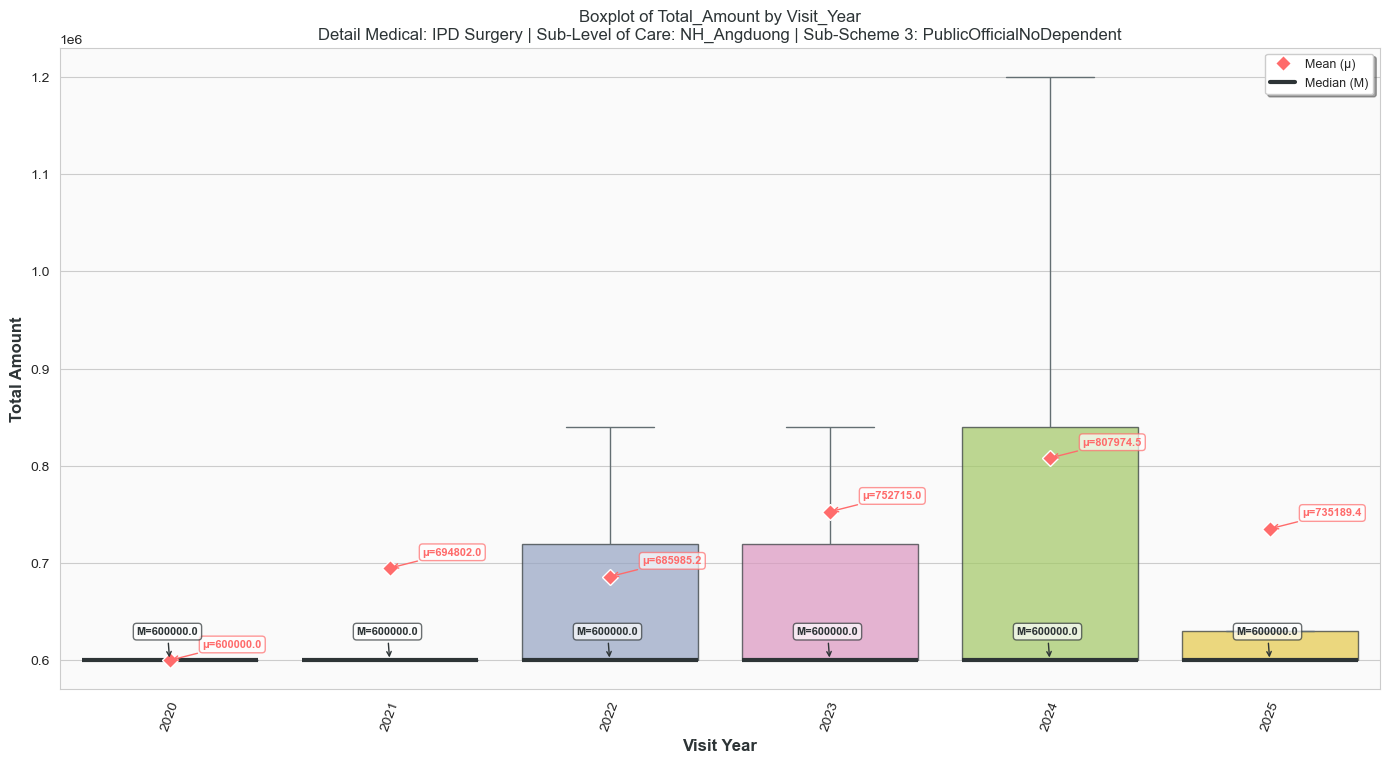 Boxplot of Total_Amount by Visit_Year
Detail Medical: IPD Surgery | Sub-Level of Care: NH_Angduong | Sub-Scheme 3: PublicOfficialNoDependent
1e6
Mean (μ)
Median (M)
1.2
1.1
1.0
0.9
0.8
0.7
0.6
Total Amount
M=600000.0
μ=600000.0
μ=694802.0
M=600000.0
μ=685985.2
M=600000.0
μ=752715.0
M=600000.0
μ=807974.5
M=600000.0
μ=735189.4
M=600000.0
2020
2021
2022
2023
2024
2025
Visit Year